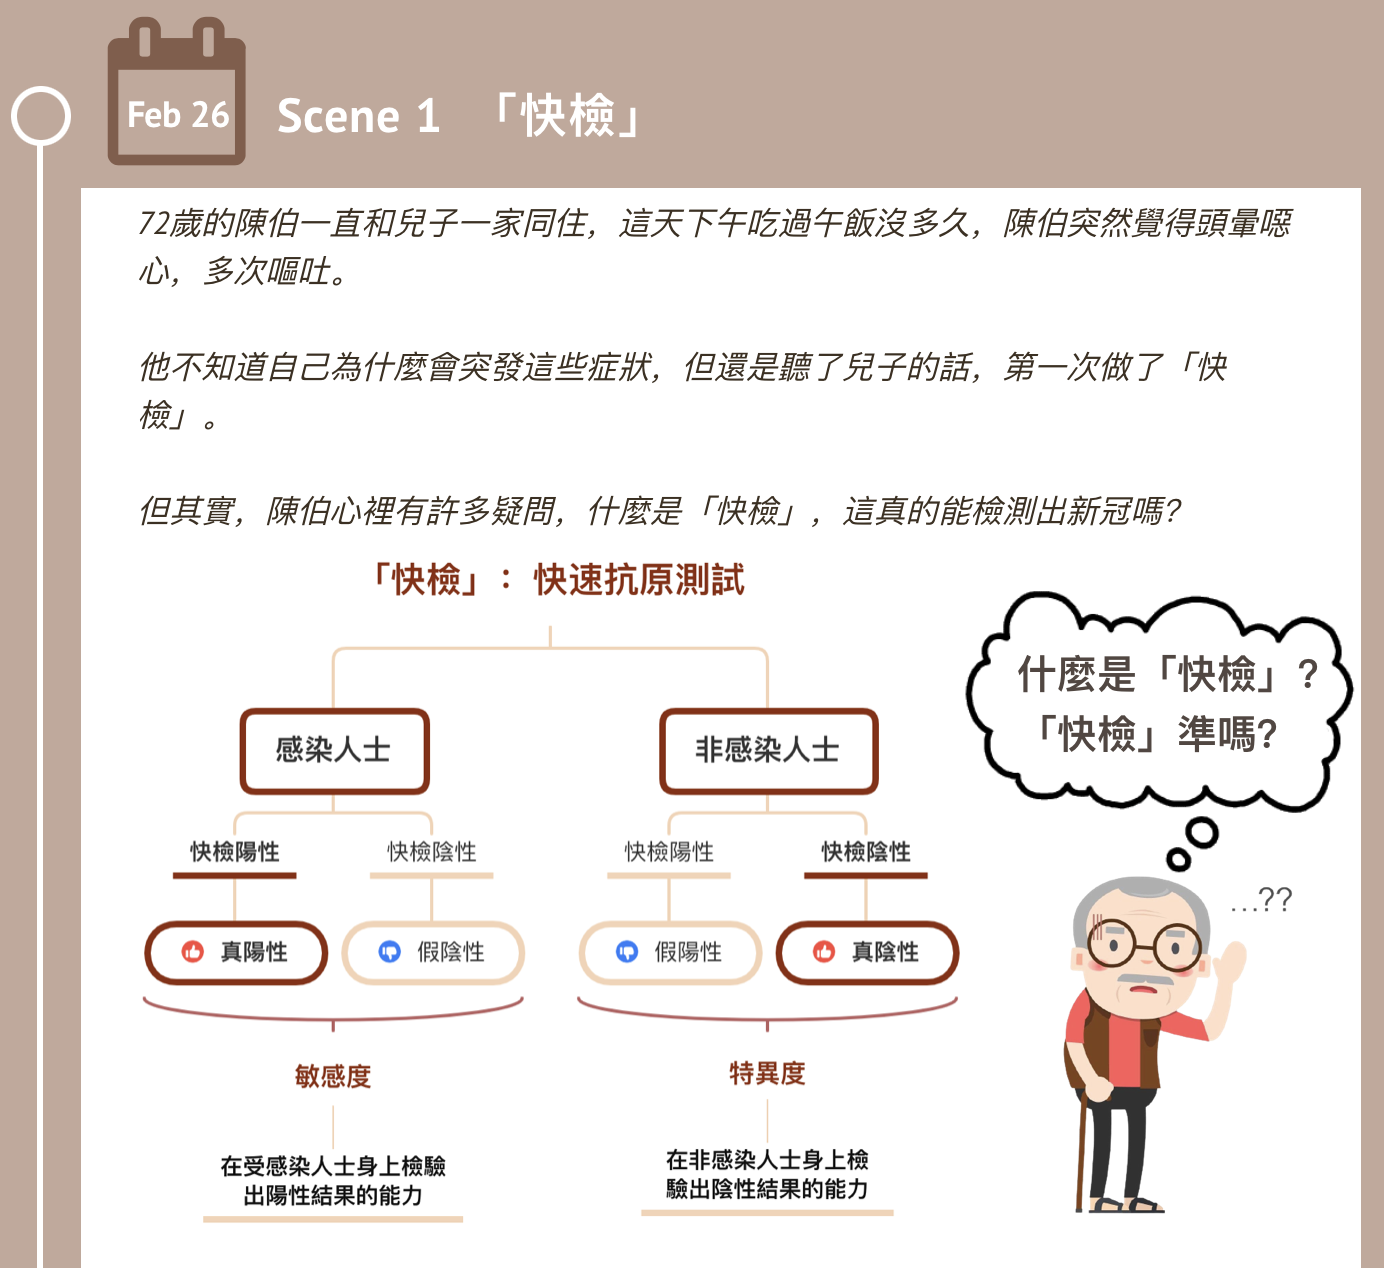 Feb 26
Scene 1 「快檢」
72歲的陳伯一直和兒子一家同住，這天下午吃過午飯沒多久，陳伯突然覺得頭暈噁
心，多次嘔吐。
他不知道自己為什麼會突發這些症狀，但還是聽了兒子的話，第一次做了「快
檢」。
但其實，陳伯心裡有許多疑問，什麼是「快檢」，這真的能檢測出新冠嗎？
「快檢」：快速抗原測試
什麼是「快檢」?
「快檢」準嗎?
...??
感染人士
非感染人士
快檢陽性
快檢陰性
快檢陽性
快檢陰性
真陽性
假陰性
假陽性
真陰性
敏感度
特異度
在受感染人士身上檢驗
出陽性結果的能力
在非感染人士身上檢
驗出陰性結果的能力